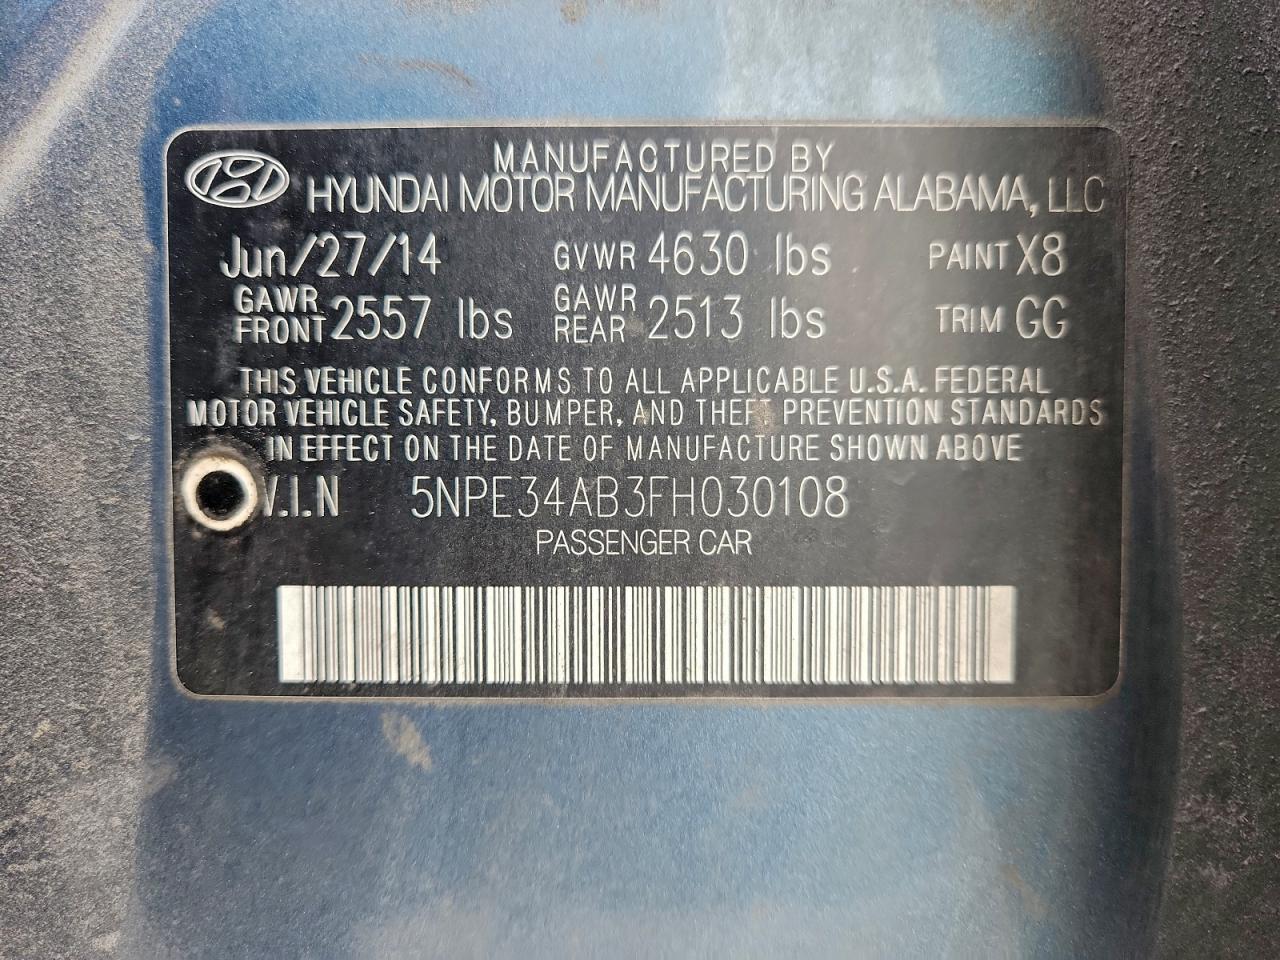 MANUFACTURED BY
HYUNDAI MOTOR MANUFACTURING ALABAMA, LLC
Jun/27/14 GVWR 4630 lbs PAINT X8
GAWR FRONT 2557 lbs GAWR REAR 2513 lbs TRIM GG
THIS VEHICLE CONFORMS TO ALL APPLICABLE U.S.A. FEDERAL
MOTOR VEHICLE SAFETY, BUMPER, AND THEFT PREVENTION STANDARDS
IN EFFECT ON THE DATE OF MANUFACTURE SHOWN ABOVE
V.I.N 5NPE34AB3FH030108
PASSENGER CAR